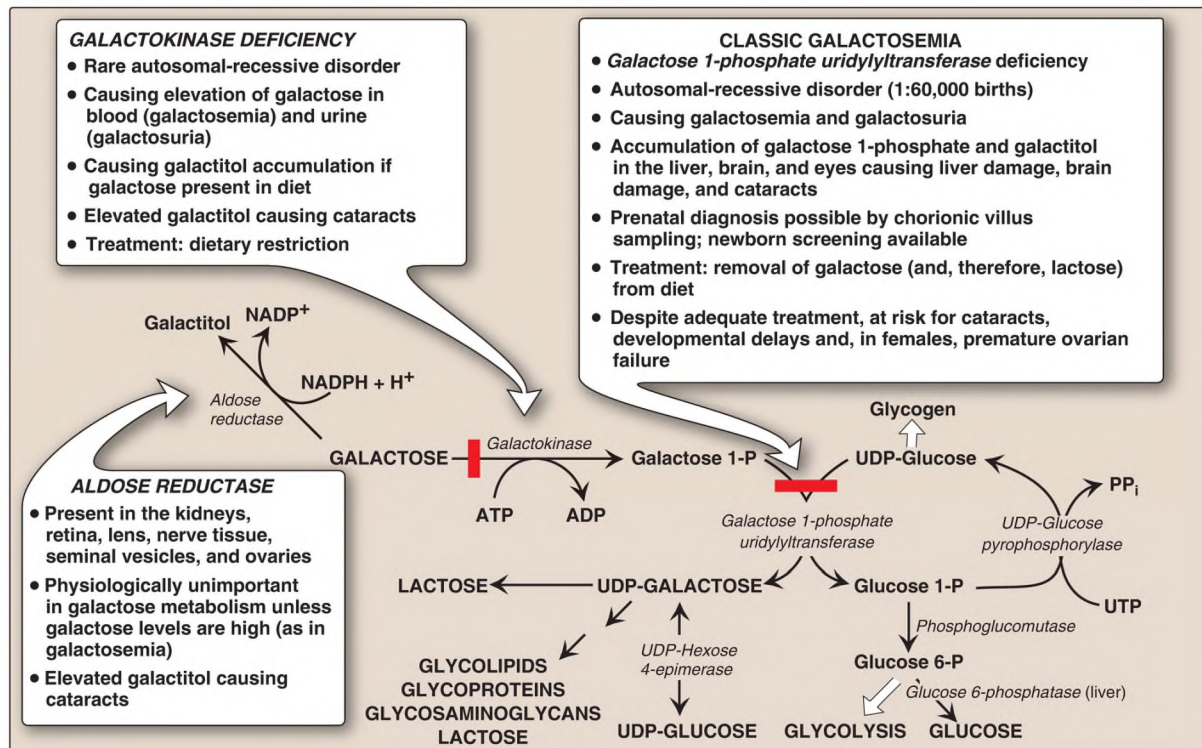 GALACTOKINASE DEFICIENCY
• Rare autosomal-recessive disorder
• Causing elevation of galactose in
blood (galactosemia) and urine
(galactosuria)
• Causing galactitol accumulation if
galactose present in diet
• Elevated galactitol causing cataracts
• Treatment: dietary restriction
CLASSIC GALACTOSEMIA
• Galactose 1-phosphate uridylyltransferase deficiency
• Autosomal-recessive disorder (1:60,000 births)
• Causing galactosemia and galactosuria
• Accumulation of galactose 1-phosphate and galactitol
in the liver, brain, and eyes causing liver damage, brain
damage, and cataracts
• Prenatal diagnosis possible by chorionic villus
sampling; newborn screening available
• Treatment: removal of galactose (and, therefore, lactose)
from diet
• Despite adequate treatment, at risk for cataracts,
developmental delays and, in females, premature ovarian
failure
Galactitol
NADP+
NADPH + H+
Aldose
reductase
GALACTOSE
Galactokinase
ATP
ADP
Galactose 1-P
Glycogen
UDP-Glucose
PPi
UDP-Glucose
pyrophosphorylase
UTP
Galactose 1-phosphate
uridylyltransferase
LACTOSE
UDP-GALACTOSE
Glucose 1-P
Phosphoglucomutase
UDP-Hexose
4-epimerase
GLYCOLIPIDS
GLYCOPROTEINS
GLYCOSAMINOGLYCANS
LACTOSE
UDP-GLUCOSE
Glucose 6-P
Glucose 6-phosphatase (liver)
GLYCOLYSIS
GLUCOSE
ALDOSE REDUCTASE
• Present in the kidneys,
retina, lens, nerve tissue,
seminal vesicles, and ovaries
• Physiologically unimportant
in galactose metabolism unless
galactose levels are high (as in
galactosemia)
• Elevated galactitol causing
cataracts